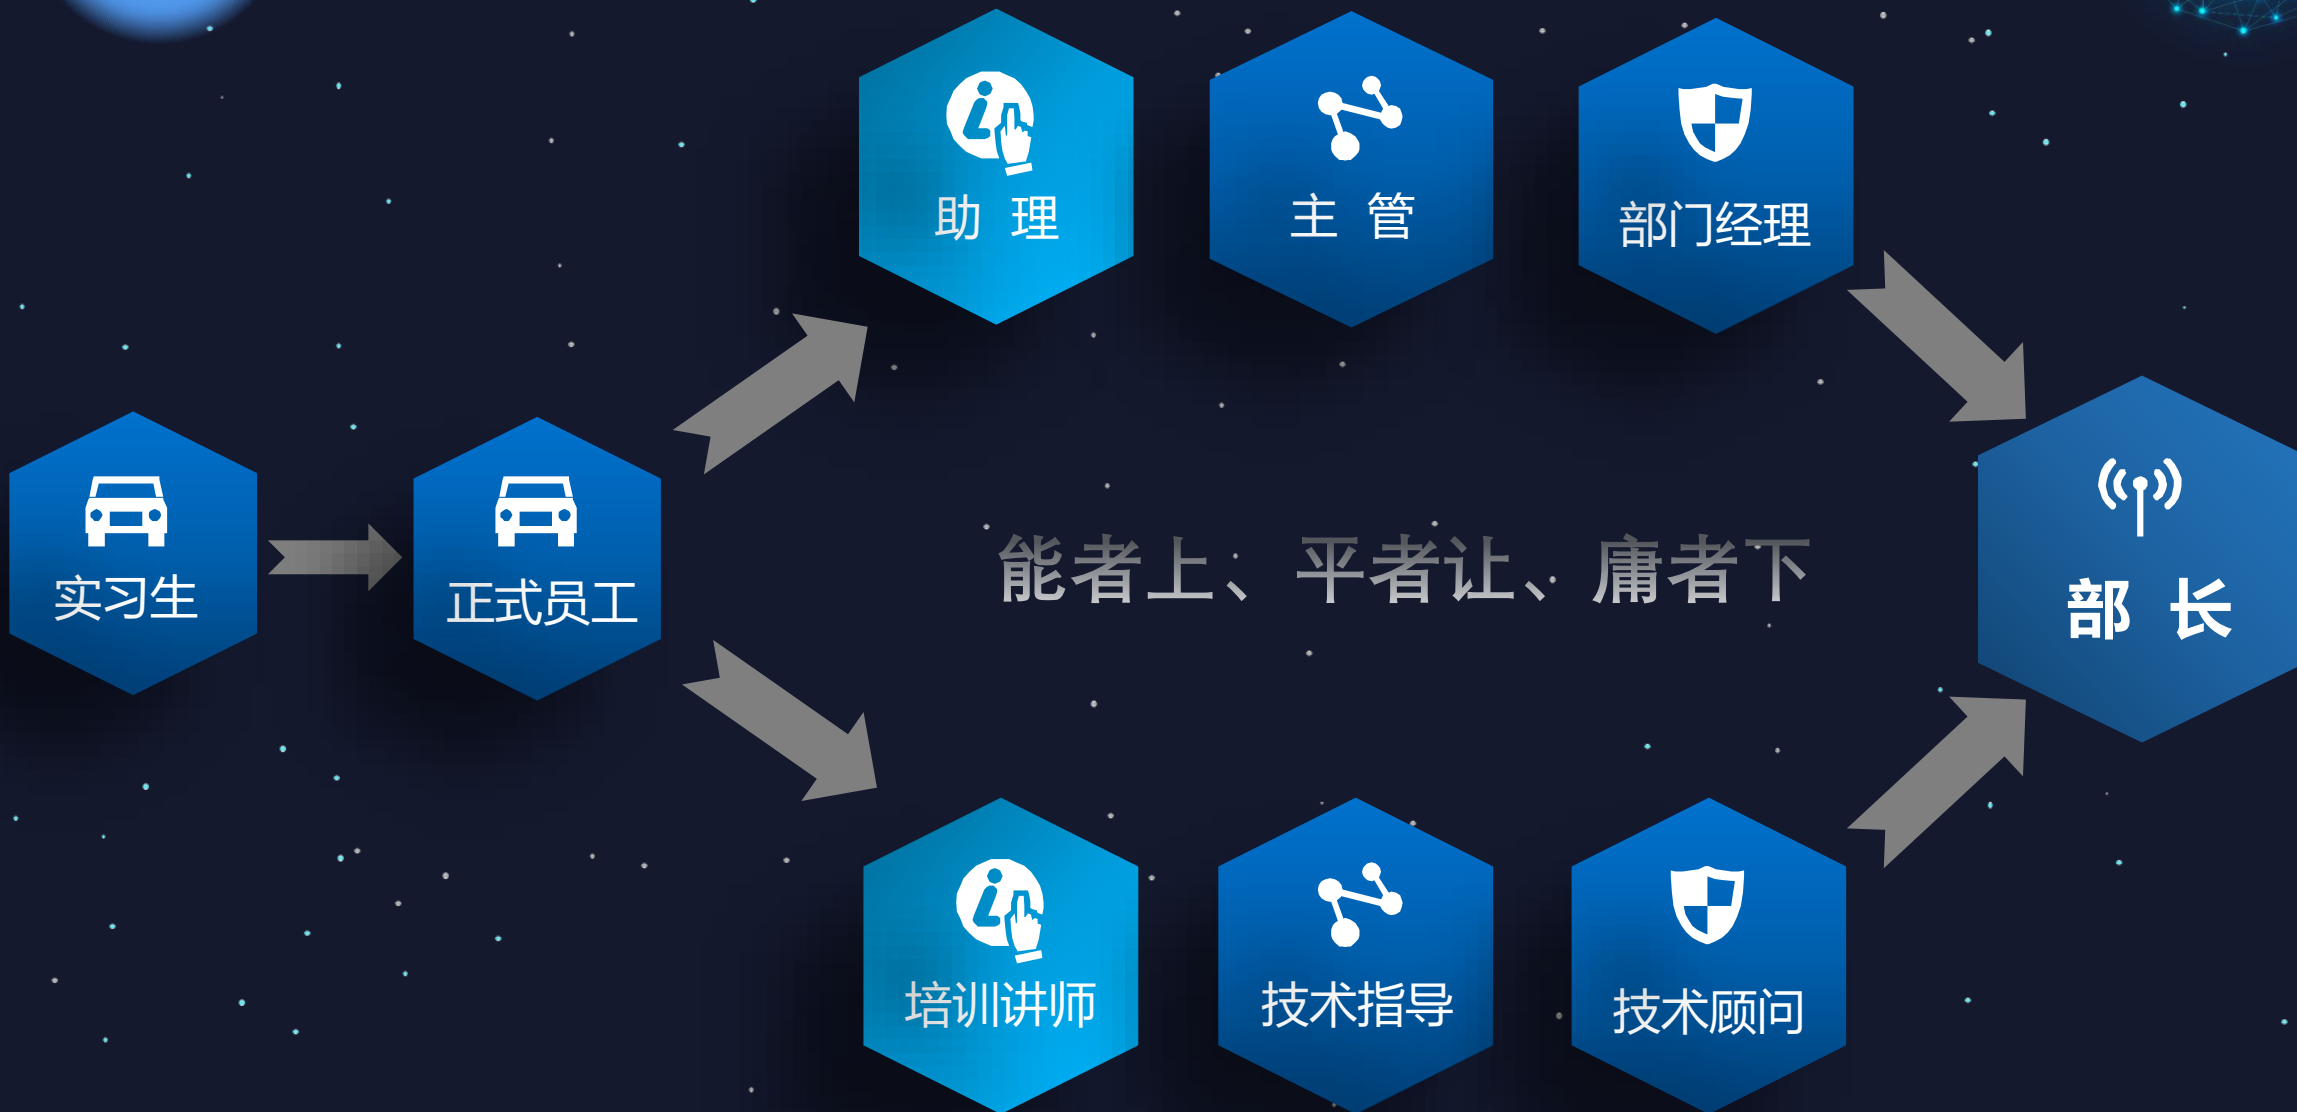 助 理
主 管
部门经理
实习生
正式员工
能者上、平者让、庸者下
部 长
培训讲师
技术指导
技术顾问